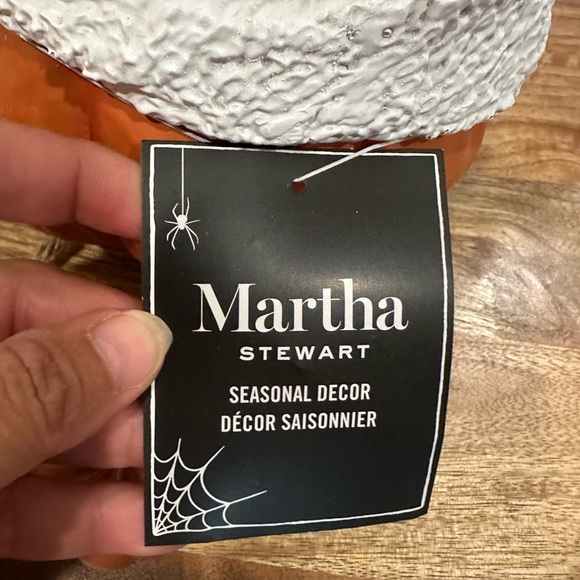 Martha
STEWART
SEASONAL DECOR
DÉCOR SAISONNIER